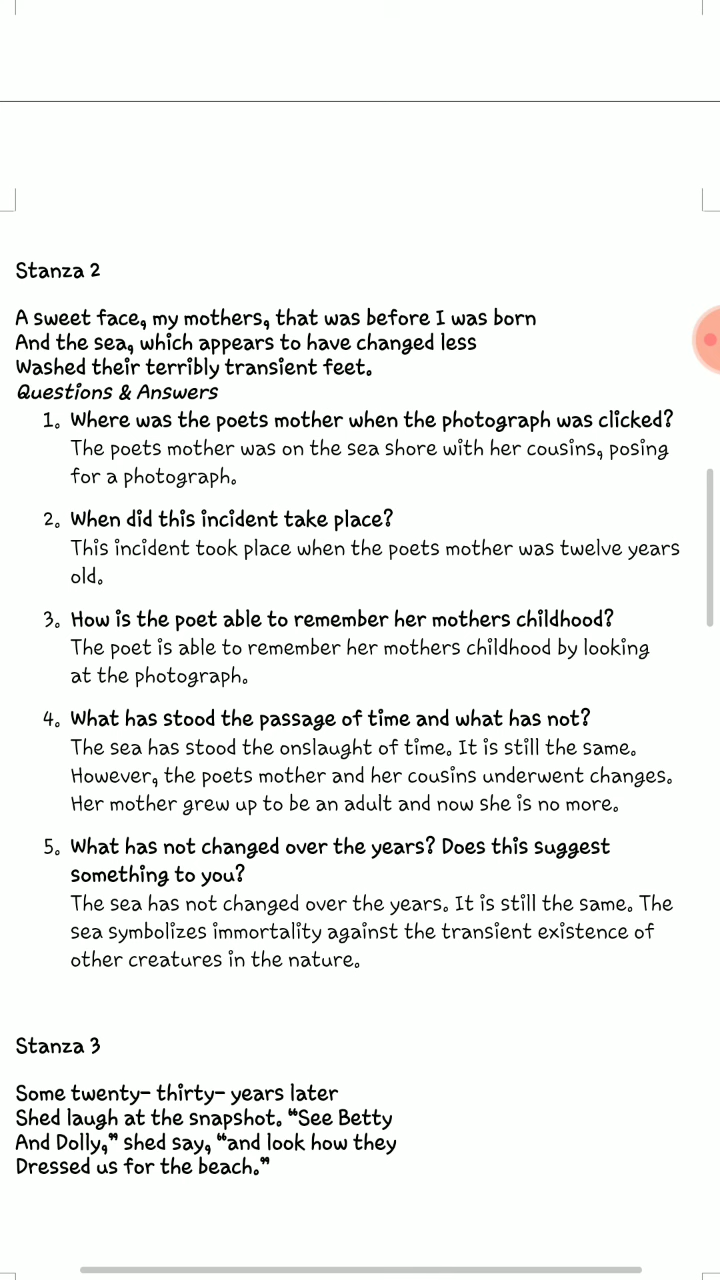 Stanza 2
A sweet face, my mothers, that was before I was born
And the sea, which appears to have changed less
Washed their terribly transient feet.
Questions & Answers
1. Where was the poets mother when the photograph was clicked?
The poets mother was on the sea shore with her cousins, posing
for a photograph.
2. When did this incident take place?
This incident took place when the poets mother was twelve years
old.
3. How is the poet able to remember her mothers childhood?
The poet is able to remember her mothers childhood by looking
at the photograph.
4. What has stood the passage of time and what has not?
The sea has stood the onslaught of time. It is still the same.
However, the poets mother and her cousins underwent changes.
Her mother grew up to be an adult and now she is no more.
5. What has not changed over the years? Does this suggest
something to you?
The sea has not changed over the years. It is still the same. The
sea symbolizes immortality against the transient existence of
other creatures in the nature.
Stanza 3
Some twenty- thirty- years later
Shed laugh at the snapshot. “See Betty
And Dolly,” shed say, “and look how they
Dressed us for the beach.”